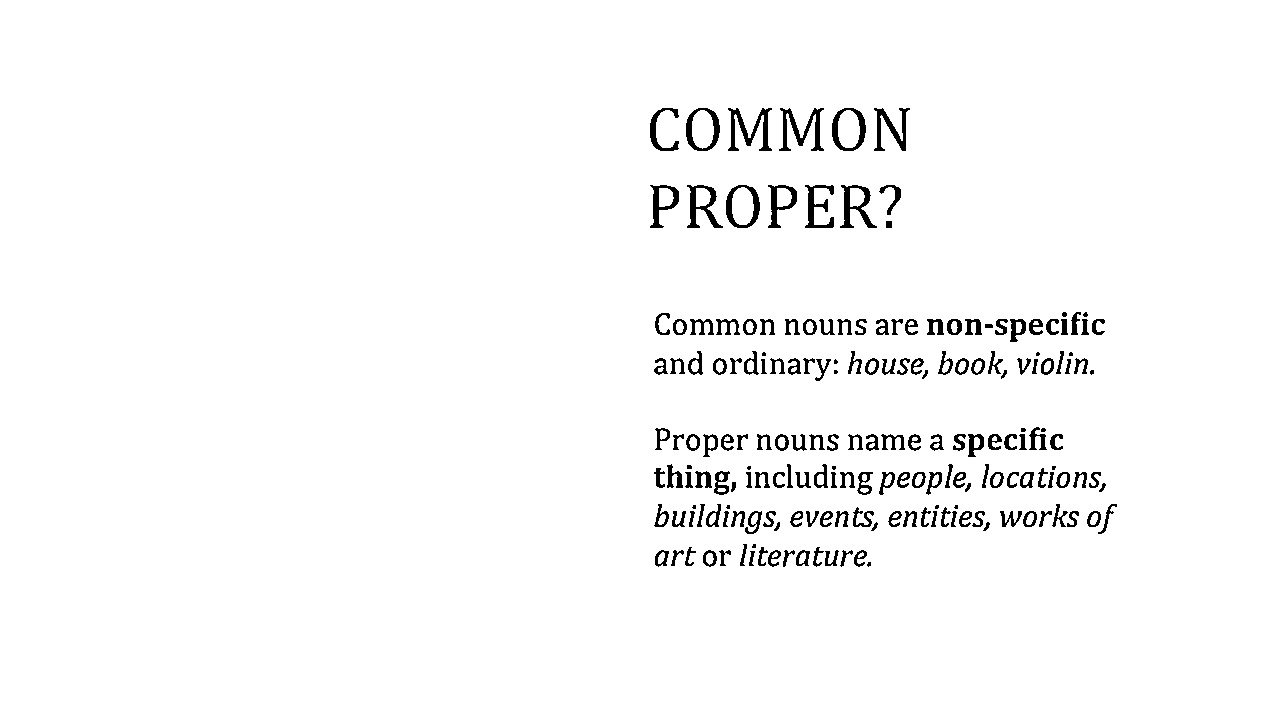 COMMON
PROPER?
Common nouns are non-specific
and ordinary: house, book, violin.
Proper nouns name a specific
thing, including people, locations,
buildings, events, entities, works of
art or literature.